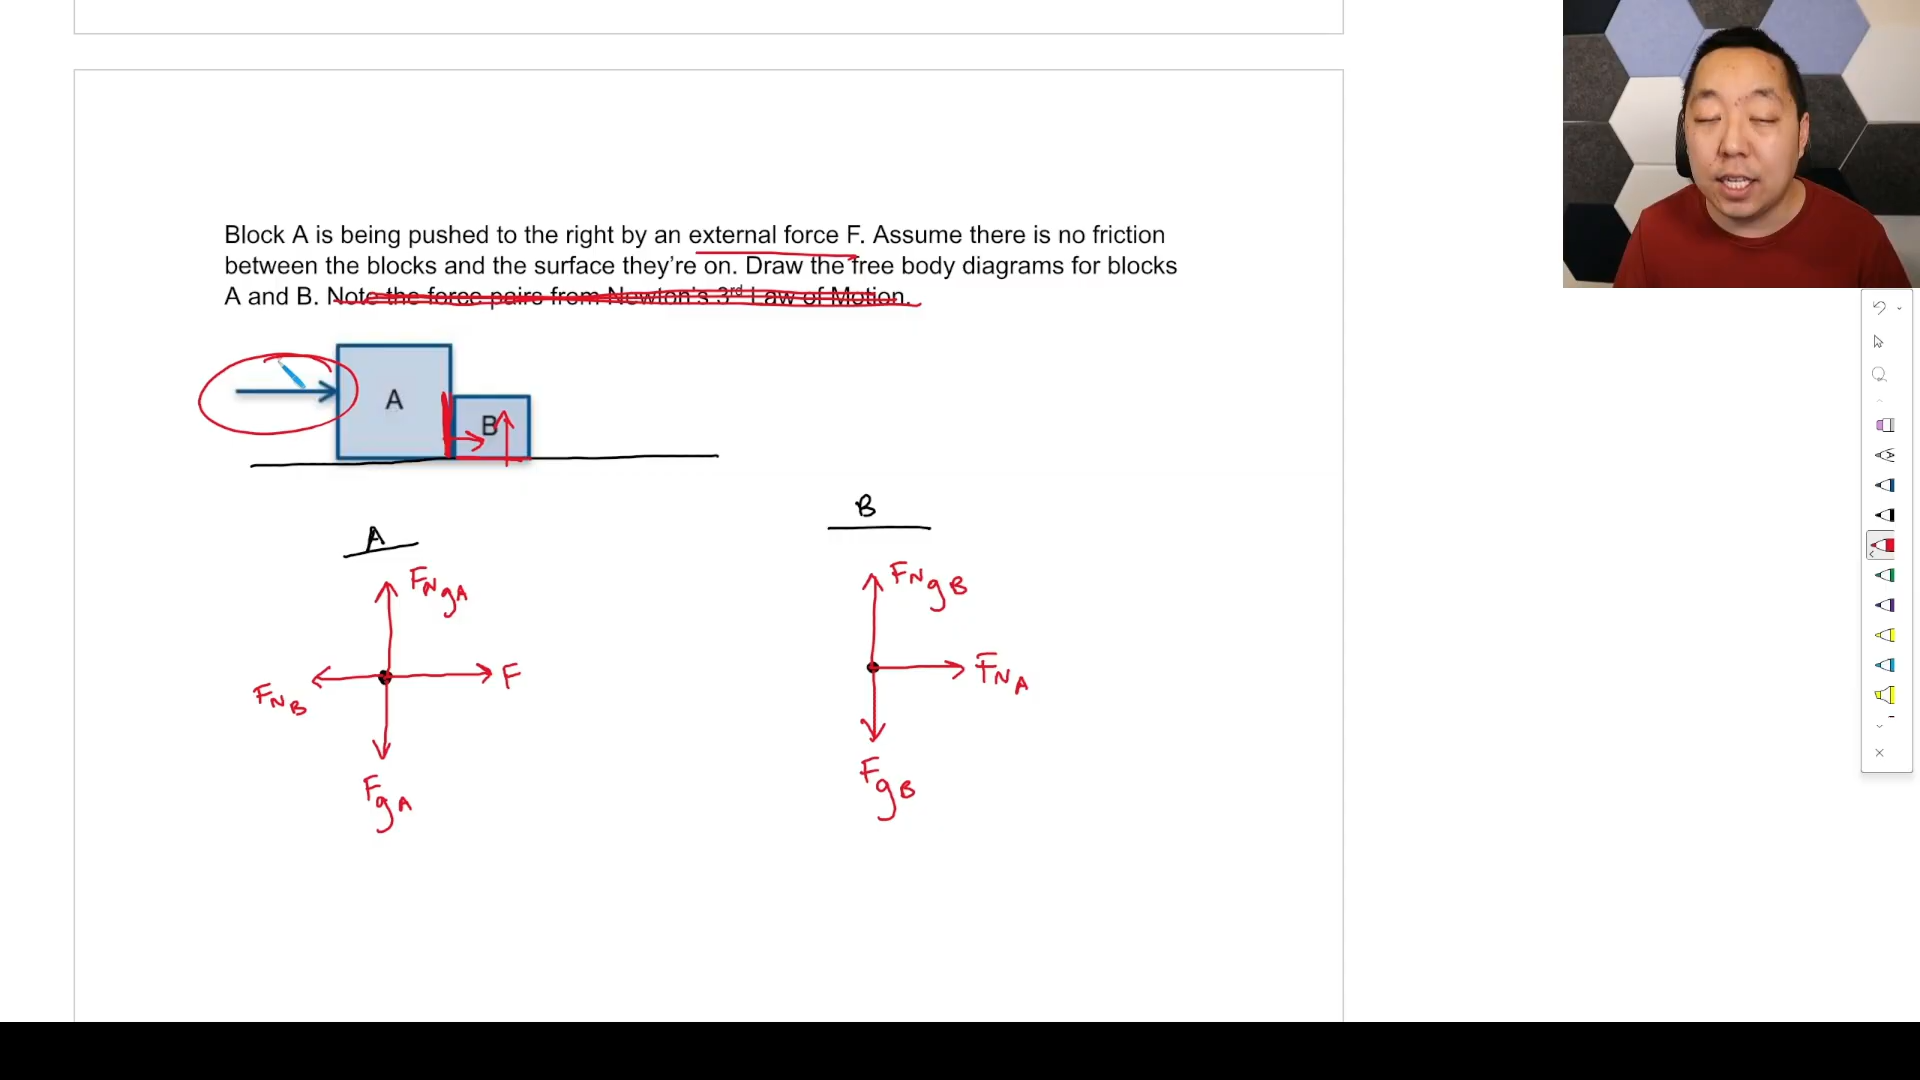 Block A is being pushed to the right by an external force F. Assume there is no friction
between the blocks and the surface they're on. Draw the free body diagrams for blocks
A and B. Note the force pairs from Newton's 3rd Law of Motion.
A
B
B
A
FNgA
FNgB
F
FNB
FNA
FgA
FgB